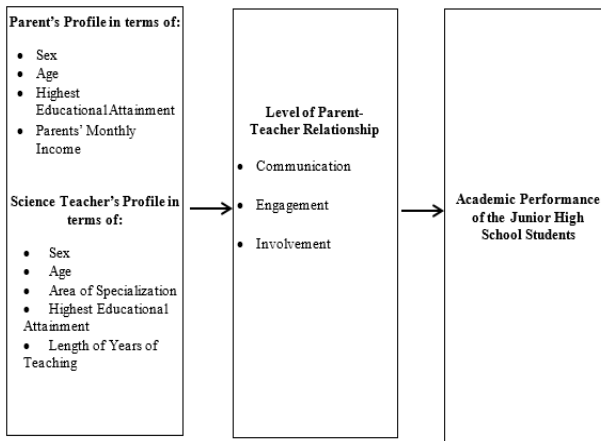 Parent's Profile in terms of:
• Sex
• Age
• Highest
Educational Attainment
• Parents' Monthly
Income
Science Teacher's Profile in
terms of:
• Sex
• Age
• Area of Specialization
• Highest Educational
Attainment
• Length of Years of
Teaching
Level of Parent-
Teacher Relationship
• Communication
• Engagement
• Involvement
Academic Performance
of the Junior High
School Students